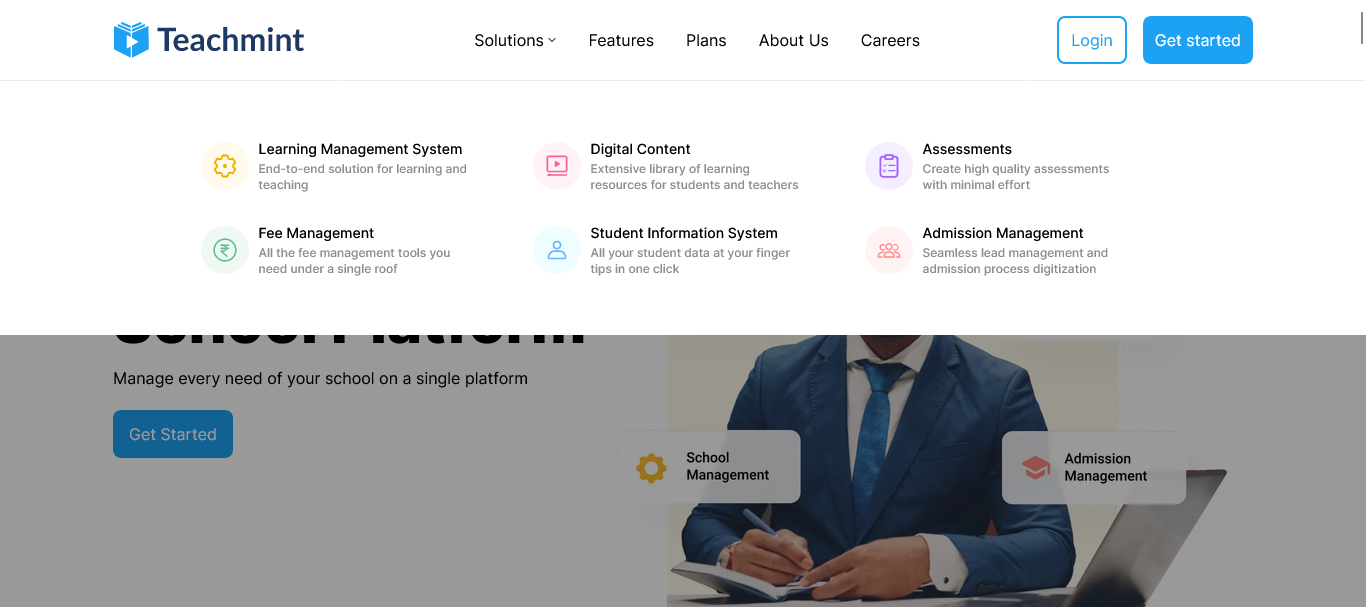 Teachmint
Solutions
Features
Plans
About Us
Careers
Login
Get started
Learning Management System
End-to-end solution for learning and
teaching
Digital Content
Extensive library of learning
resources for students and teachers
Assessments
Create high quality assessments
with minimal effort
Fee Management
All the fee management tools you
need under a single roof
Student Information System
All your student data at your finger
tips in one click
Admission Management
Seamless lead management and
admission process digitization
School Platform
Manage every need of your school on a single platform
Get Started
School
Management
Admission
Management